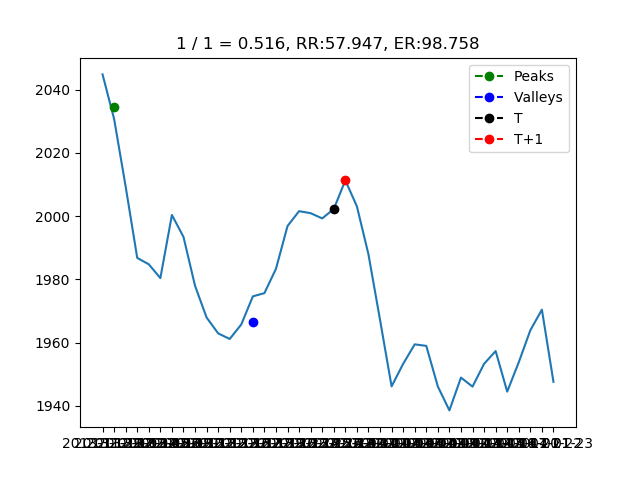 1 / 1 = 0.516, RR:57.947, ER:98.758
Peaks
Valleys
T
T+1
2040
2020
2000
1980
1960
1940